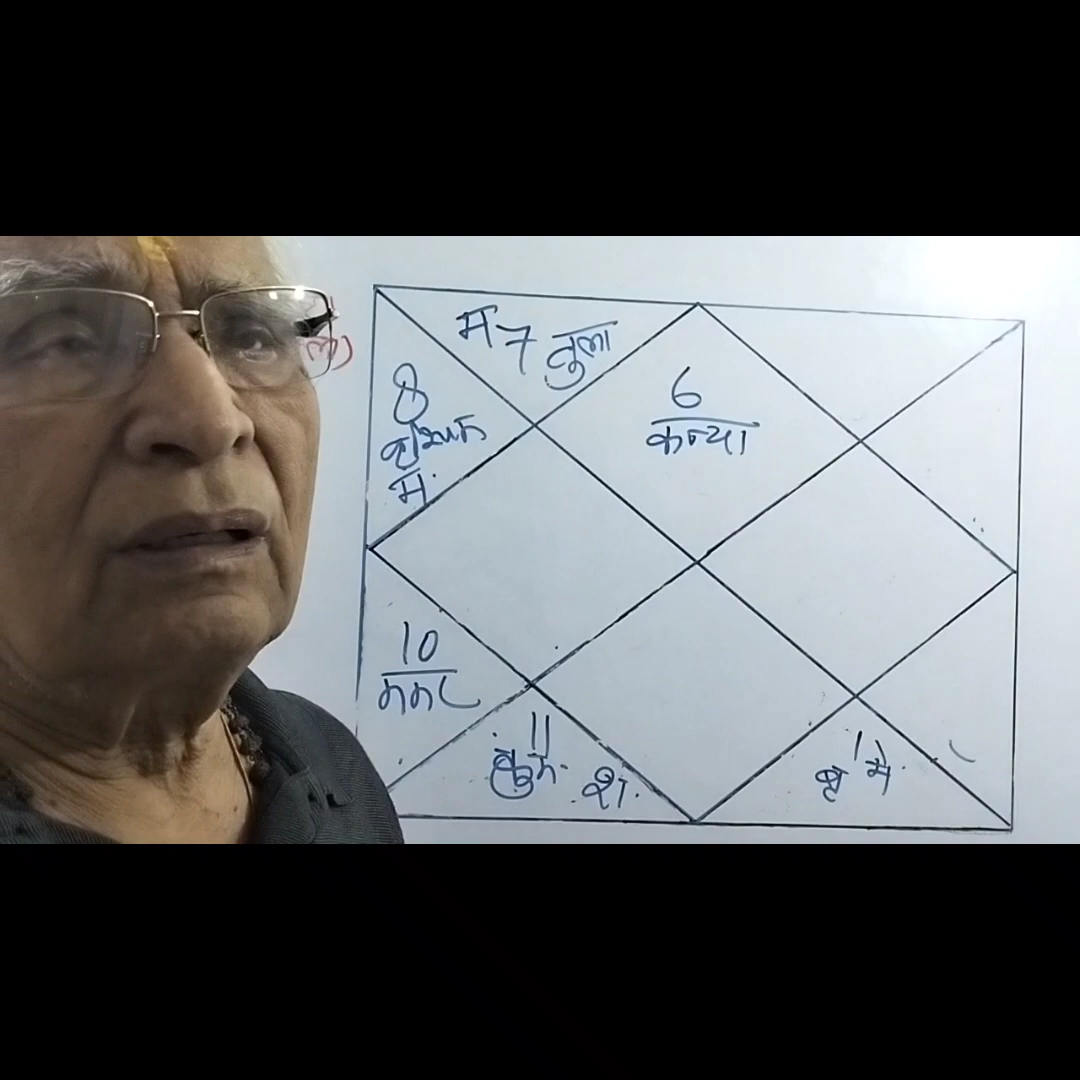 मं 7 तुला
6
कन्या
8
मं.
10
मकर
11
कुंभ. श.
1 मे.
बृ